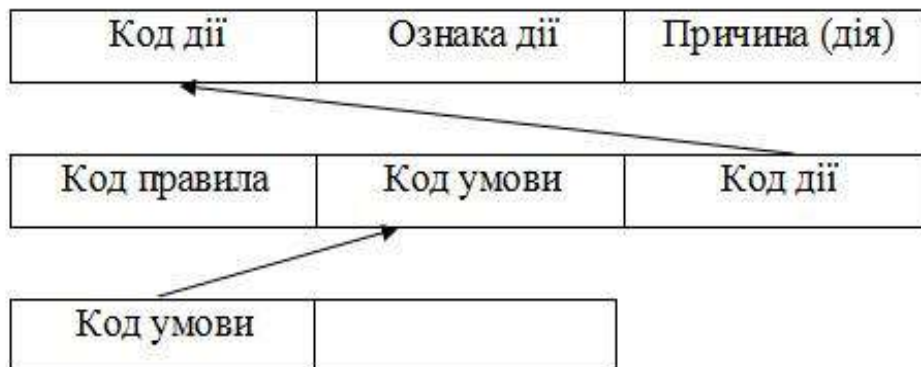 Код дії Ознака дії Причина (дія)
Код правила Код умови Код дії
Код умови